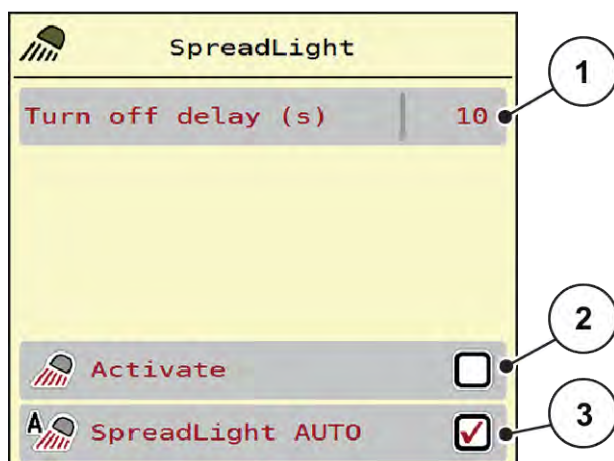 SpreadLight
Turn off delay (s) 10
1
Activate
2
A SpreadLight AUTO
3